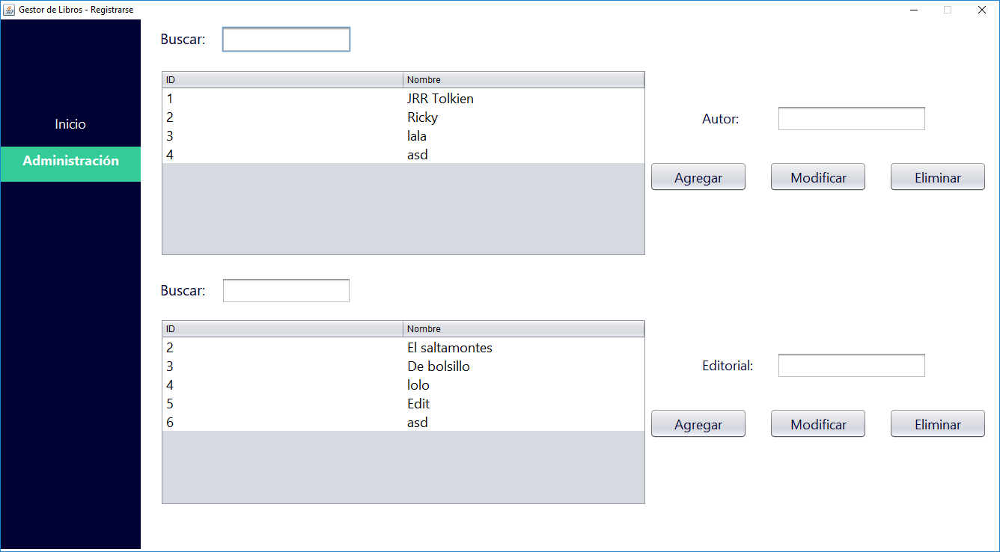 Gestor de Libros - Registrarse
Inicio
Administración
Buscar:
ID Nombre
1 JRR Tolkien
2 Ricky
3 lala
4 asd
Autor:
Agregar Modificar Eliminar
Buscar:
ID Nombre
2 El saltamontes
3 De bolsillo
4 lolo
5 Edit
6 asd
Editorial:
Agregar Modificar Eliminar